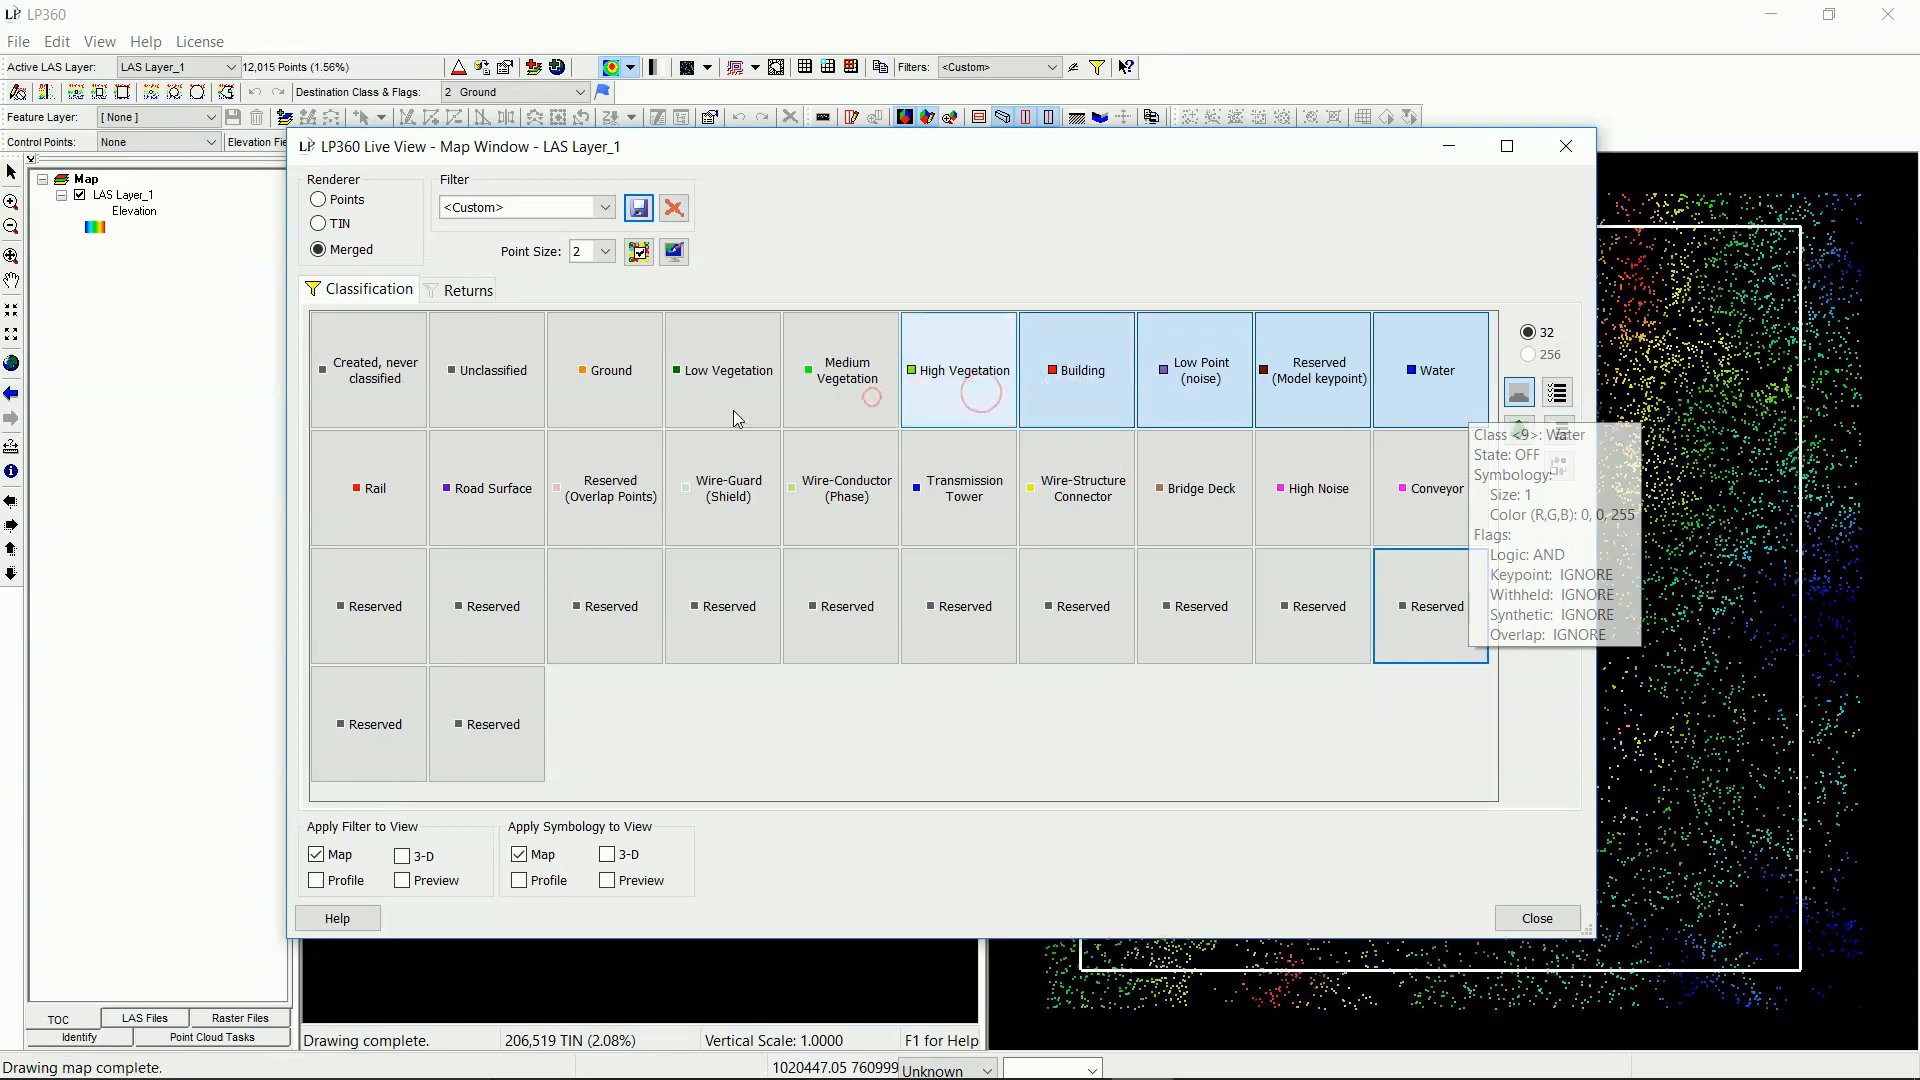 LP360
File Edit View Help License
Active LAS Layer: LAS Layer_1 12,015 Points (1.56%) Filters: <Custom>
Destination Class & Flags: 2 Ground
Feature Layer: [ None ]
Control Points: None Elevation Fie
LP360 Live View - Map Window - LAS Layer_1
Map
LAS Layer_1
Elevation
Renderer
Points
TIN
Merged
Filter
<Custom>
Point Size: 2
Classification Returns
Created, never classified
Unclassified
Ground
Low Vegetation
Medium Vegetation
High Vegetation
Building
Low Point (noise)
Reserved (Model keypoint)
Water
32
256
Rail
Road Surface
Reserved (Overlap Points)
Wire-Guard (Shield)
Wire-Conductor (Phase)
Transmission Tower
Wire-Structure Connector
Bridge Deck
High Noise
Conveyor
Class <9>: Water
State: OFF
Symbology:
Size: 1
Color (R,G,B): 0, 0, 255
Flags:
Logic: AND
Keypoint: IGNORE
Withheld: IGNORE
Synthetic: IGNORE
Overlap: IGNORE
Reserved Reserved Reserved Reserved Reserved Reserved Reserved Reserved Reserved Reserved
Reserved Reserved
Apply Filter to View
Map 3-D
Profile Preview
Apply Symbology to View
Map 3-D
Profile Preview
Help Close
TOC LAS Files Raster Files
Identify Point Cloud Tasks
Drawing complete. 206,519 TIN (2.08%) Vertical Scale: 1.0000 F1 for Help
Drawing map complete. 1020447.05 760999 Unknown